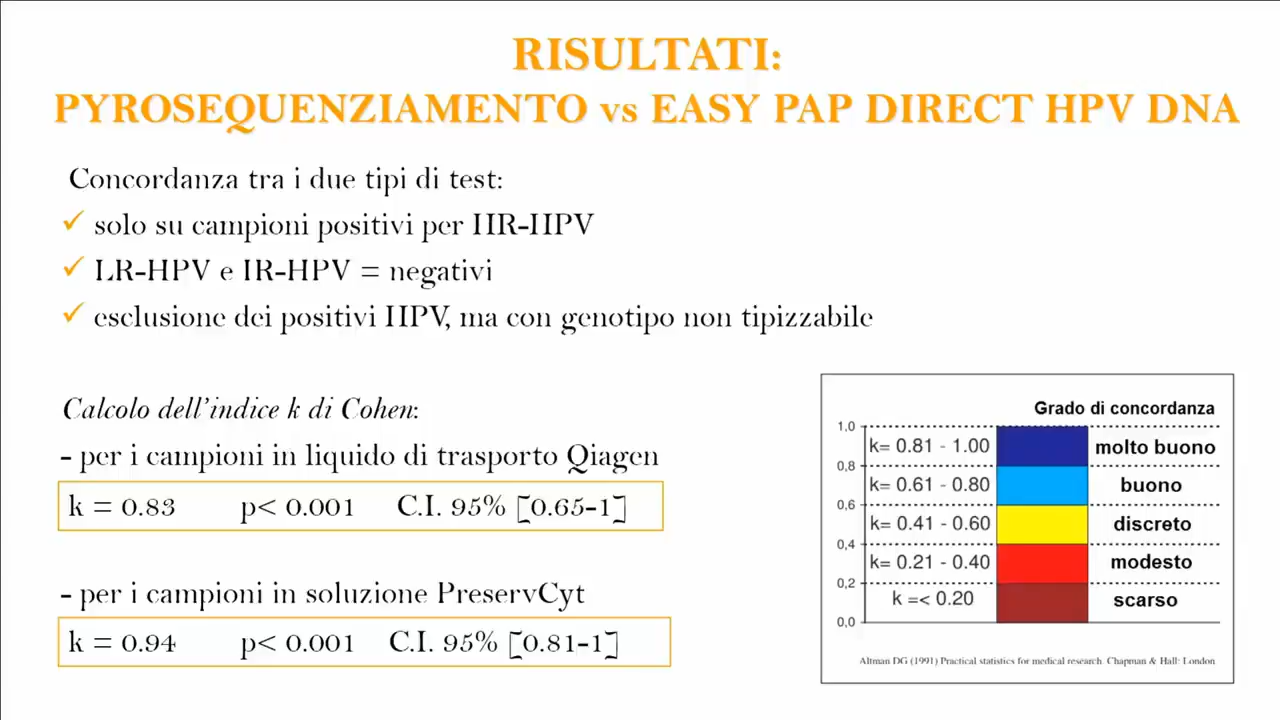 RISULTATI:
PYROSEQUENZIAMENTO vs EASY PAP DIRECT HPV DNA
Concordanza tra i due tipi di test:
✓ solo su campioni positivi per HR-HPV
✓ LR-HPV e IR-HPV = negativi
✓ esclusione dei positivi HPV, ma con genotipo non tipizzabile
Calcolo dell'indice k di Cohen:
- per i campioni in liquido di trasporto Qiagen
k = 0.83 p< 0.001 C.I. 95% [0.65-1]
- per i campioni in soluzione PreservCyt
k = 0.94 p< 0.001 C.I. 95% [0.81-1]
Grado di concordanza
1,0
k= 0.81 - 1.00 molto buono
0,8
k= 0.61 - 0.80 buono
0,6
k= 0.41 - 0.60 discreto
0,4
k= 0.21 - 0.40 modesto
0,2
k =< 0.20 scarso
0,0
Altman DG (1991) Practical statistics for medical research. Chapman & Hall: London